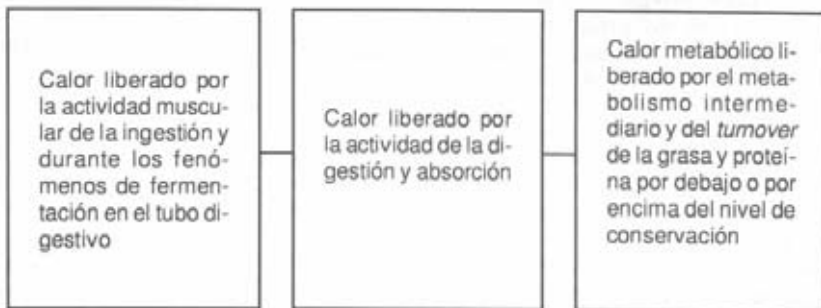 Calor liberado por
la actividad muscu-
lar de la ingestión y
durante los fenó-
menos de fermen-
tación en el tubo di-
gestivo
Calor liberado por
la actividad de la di-
gestión y absorción
Calor metabólico li-
berado por el meta-
bolismo interme-
diario y del turnover
de la grasa y proteí-
na por debajo o por
encima del nivel de
conservación